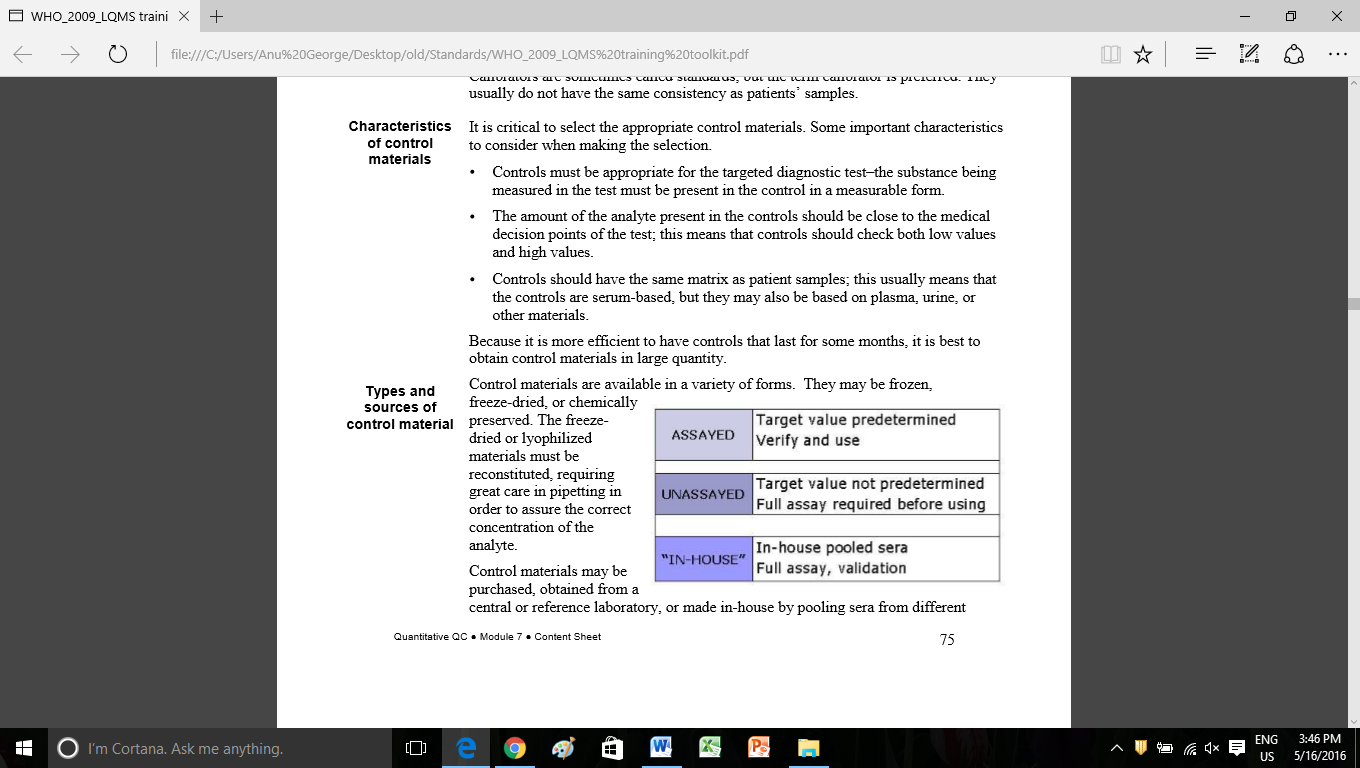 WHO_2009_LQMS traini
file:///C:/Users/Anu%20George/Desktop/old/Standards/WHO_2009_LQMS%20training%20toolkit.pdf
Calibrators are sometimes called standards, but the term calibrator is preferred. They
usually do not have the same consistency as patients’ samples.
Characteristics
of control
materials
It is critical to select the appropriate control materials. Some important characteristics
to consider when making the selection.
• Controls must be appropriate for the targeted diagnostic test–the substance being
measured in the test must be present in the control in a measurable form.
• The amount of the analyte present in the controls should be close to the medical
decision points of the test; this means that controls should check both low values
and high values.
• Controls should have the same matrix as patient samples; this usually means that
the controls are serum-based, but they may also be based on plasma, urine, or
other materials.
Because it is more efficient to have controls that last for some months, it is best to
obtain control materials in large quantity.
Types and
sources of
control material
Control materials are available in a variety of forms.  They may be frozen,
freeze-dried, or chemically
preserved. The freeze-
dried or lyophilized
materials must be
reconstituted, requiring
great care in pipetting in
order to assure the correct
concentration of the
analyte.
ASSAYED
Target value predetermined
Verify and use
UNASSAYED
Target value not predetermined
Full assay required before using
“IN-HOUSE”
In-house pooled sera
Full assay, validation
Control materials may be
purchased, obtained from a
central or reference laboratory, or made in-house by pooling sera from different
Quantitative QC ● Module 7 ● Content Sheet
75
I’m Cortana. Ask me anything.
ENG
US
3:46 PM
5/16/2016